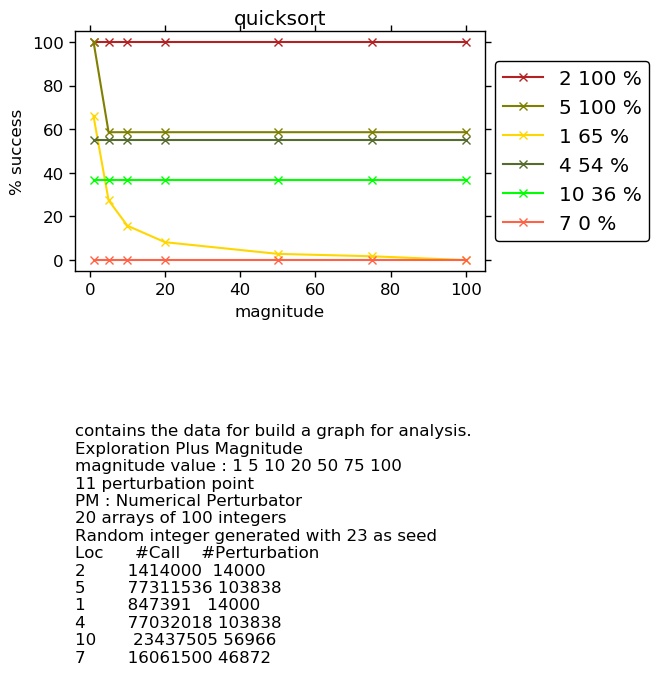 quicksort
100
80
60
40
20
0
% success
0 20 40 60 80 100
magnitude
2 100 %
5 100 %
1 65 %
4 54 %
10 36 %
7 0 %
contains the data for build a graph for analysis.
Exploration Plus Magnitude
magnitude value : 1 5 10 20 50 75 100
11 perturbation point
PM : Numerical Perturbator
20 arrays of 100 integers
Random integer generated with 23 as seed
Loc #Call #Perturbation
2 1414000 14000
5 77311536 103838
1 847391 14000
4 77032018 103838
10 23437505 56966
7 16061500 46872